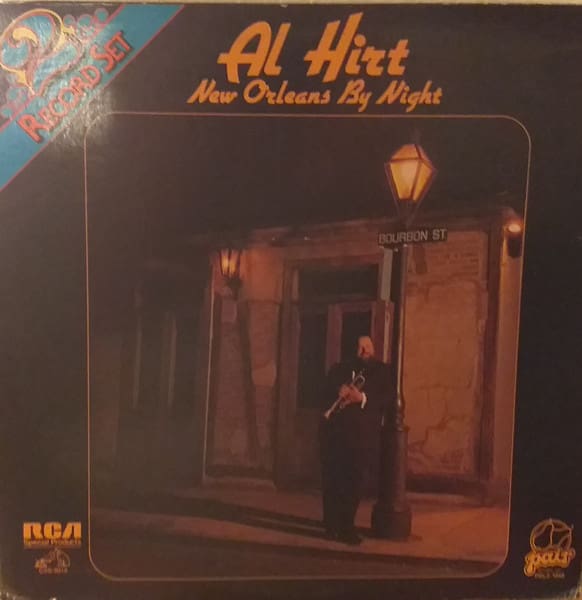 2
RECORD SET
Al Hirt
New Orleans By Night
BOURBON ST
RCA
Special Products
pair